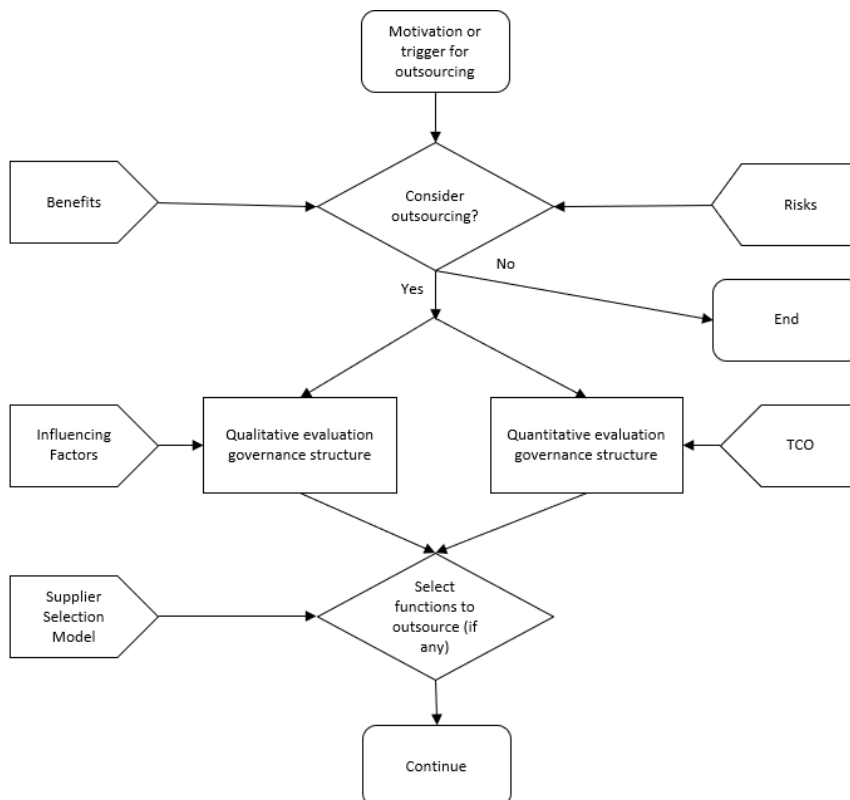 Motivation or
trigger for
outsourcing
Benefits
Consider
outsourcing?
Risks
No
Yes
End
Influencing
Factors
Qualitative evaluation
governance structure
Quantitative evaluation
governance structure
TCO
Supplier
Selection
Model
Select
functions to
outsource (if
any)
Continue